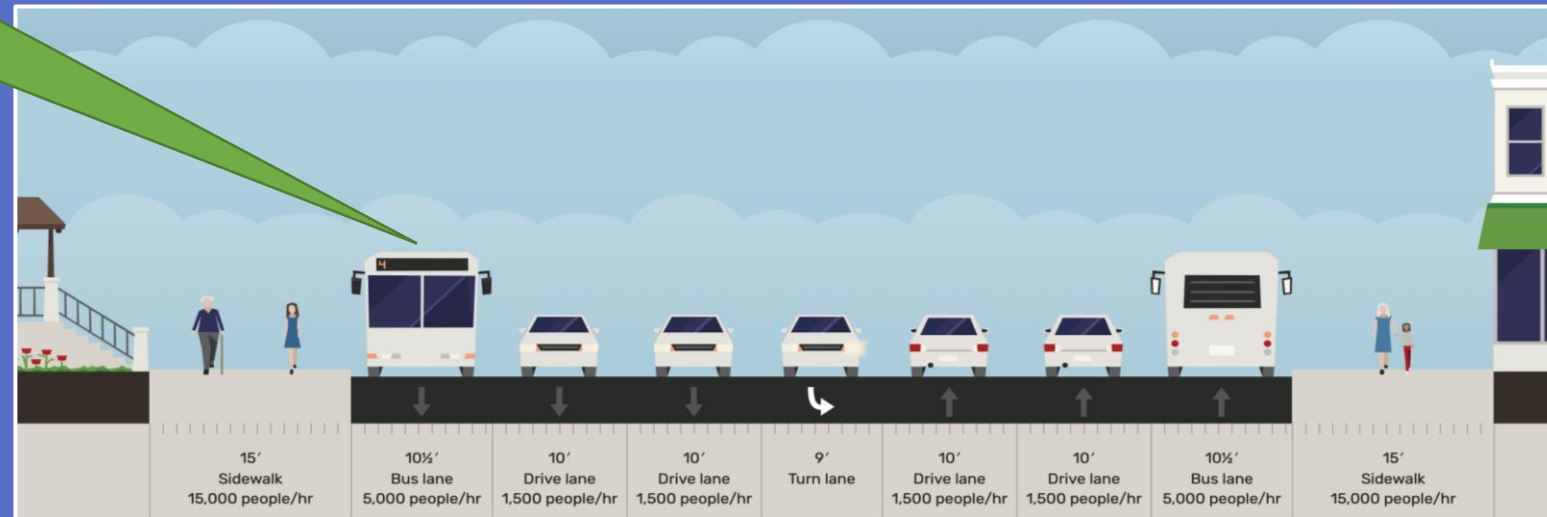 4
15′
Sidewalk
15,000 people/hr
10½′
Bus lane
5,000 people/hr
10′
Drive lane
1,500 people/hr
10′
Drive lane
1,500 people/hr
9′
Turn lane
10′
Drive lane
1,500 people/hr
10′
Drive lane
1,500 people/hr
10½′
Bus lane
5,000 people/hr
15′
Sidewalk
15,000 people/hr